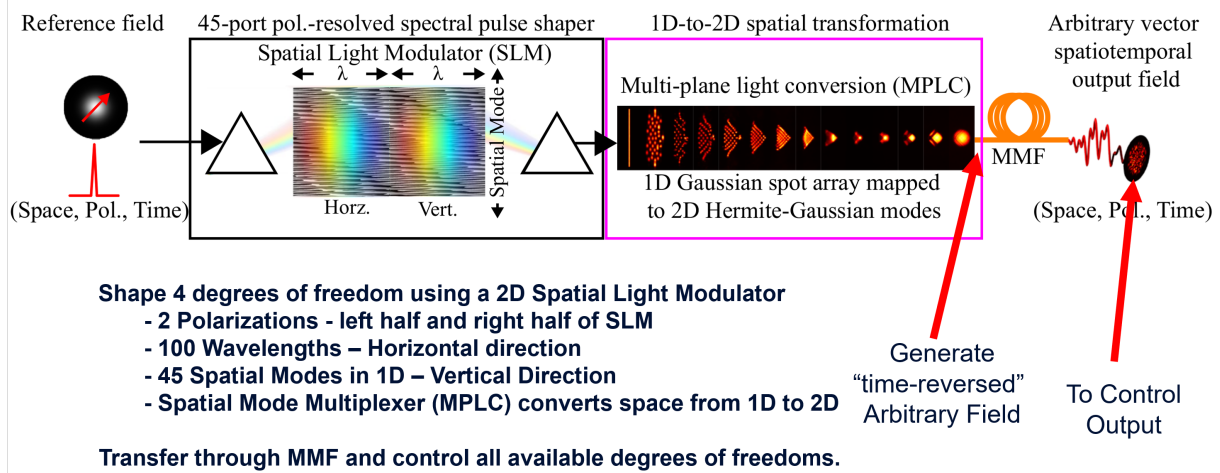 Reference field
45-port pol.-resolved spectral pulse shaper
1D-to-2D spatial transformation
Arbitrary vector
spatiotemporal
output field
Spatial Light Modulator (SLM)
λ
λ
Spatial Mode
Horz.
Vert.
Multi-plane light conversion (MPLC)
1D Gaussian spot array mapped
to 2D Hermite-Gaussian modes
MMF
(Space, Pol., Time)
(Space, Pol., Time)
Shape 4 degrees of freedom using a 2D Spatial Light Modulator
- 2 Polarizations - left half and right half of SLM
- 100 Wavelengths – Horizontal direction
- 45 Spatial Modes in 1D – Vertical Direction
- Spatial Mode Multiplexer (MPLC) converts space from 1D to 2D
Transfer through MMF and control all available degrees of freedoms.
Generate
“time-reversed”
Arbitrary Field
To Control
Output